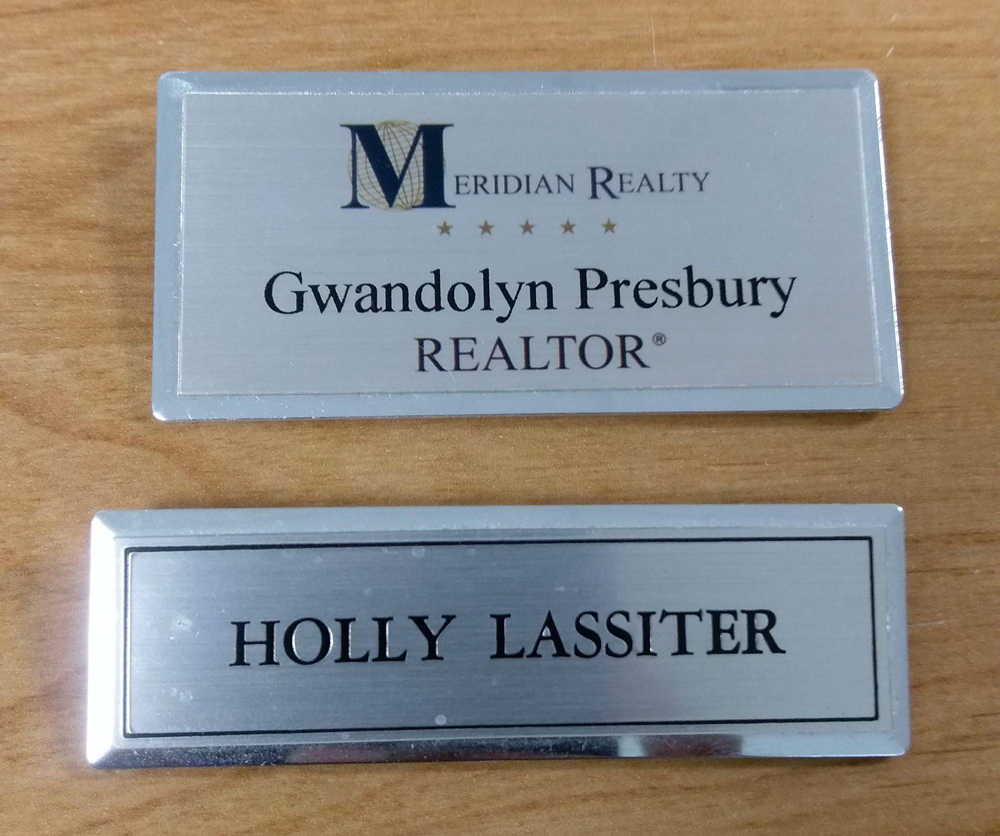 MERIDIAN REALTY
Gwandolyn Presbury
REALTOR®
HOLLY LASSITER